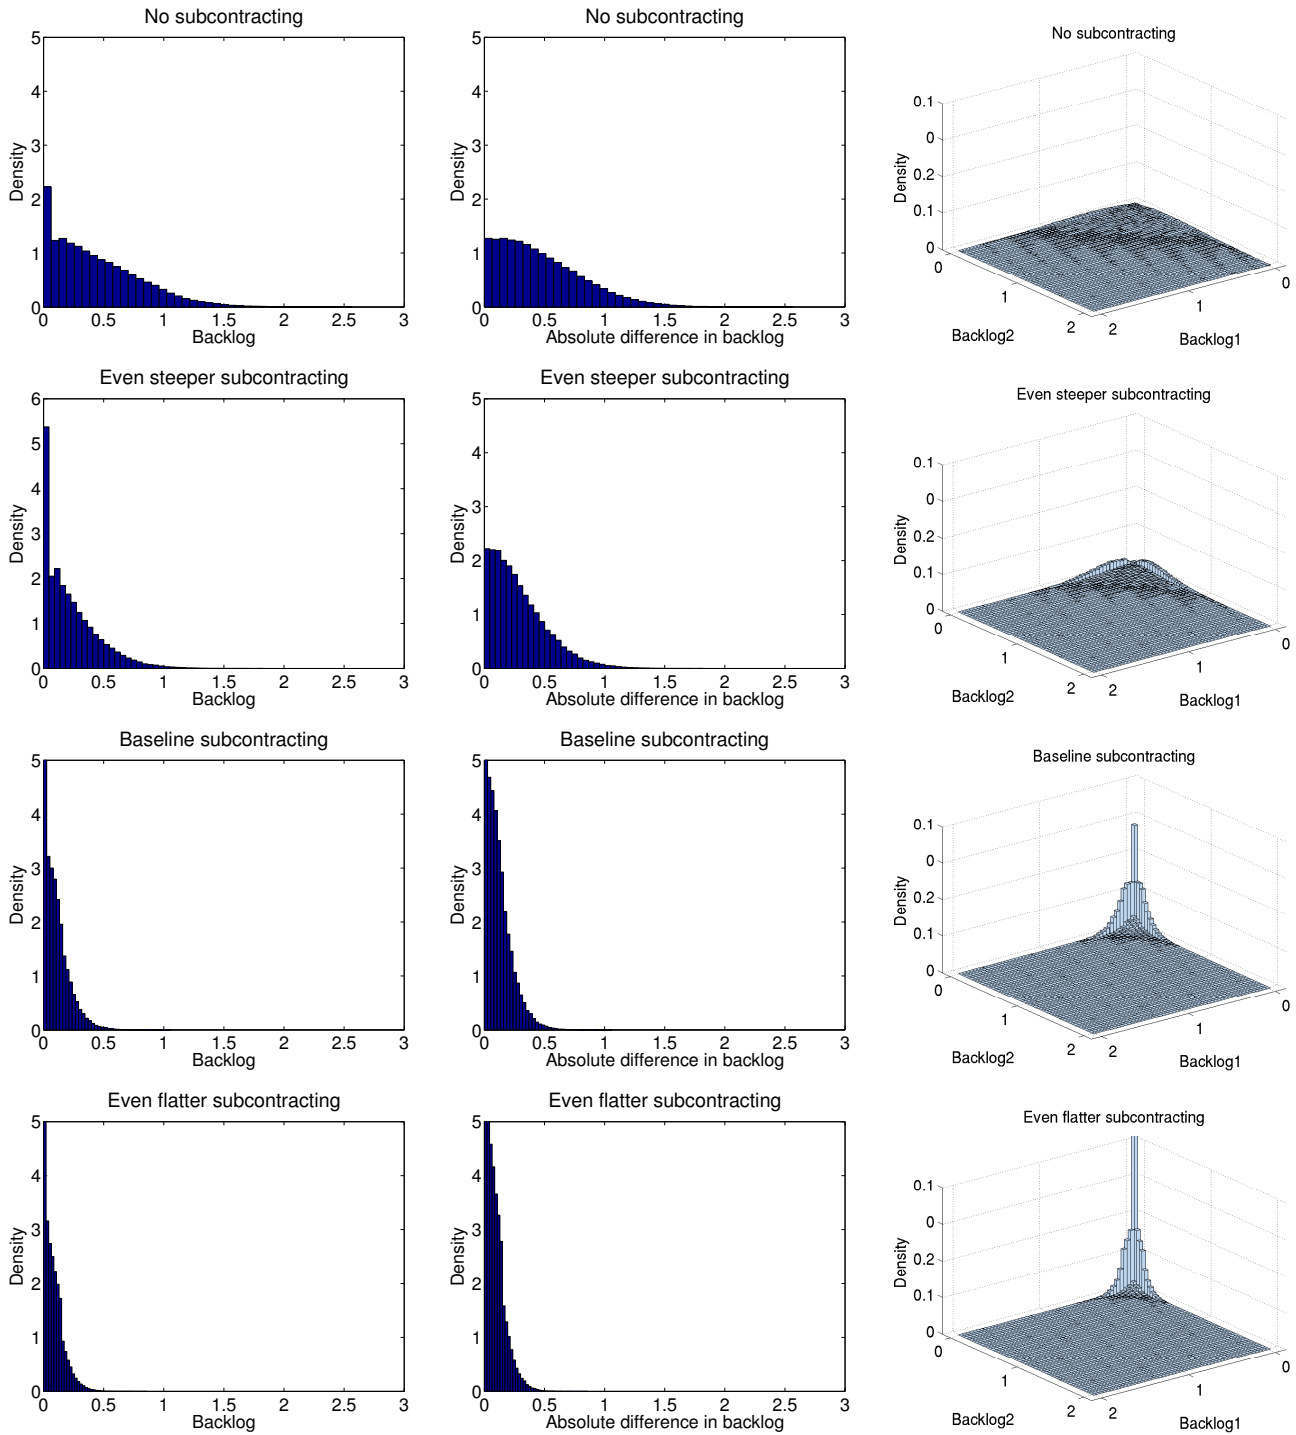 No subcontracting
5
4
3
2
1
0
Density
0 0.5 1 1.5 2 2.5 3
Backlog
No subcontracting
5
4
3
2
1
0
Density
0 0.5 1 1.5 2 2.5 3
Absolute difference in backlog
No subcontracting
0.1
0
0.2
0.1
0
Density
0
1
2
Backlog2
2
1
0
Backlog1
Even steeper subcontracting
6
5
4
3
2
1
0
Density
0 0.5 1 1.5 2 2.5 3
Backlog
Even steeper subcontracting
5
4
3
2
1
0
Density
0 0.5 1 1.5 2 2.5 3
Absolute difference in backlog
Even steeper subcontracting
0.1
0
0.2
0.1
0
Density
0
1
2
Backlog2
2
1
0
Backlog1
Baseline subcontracting
5
4
3
2
1
0
Density
0 0.5 1 1.5 2 2.5 3
Backlog
Baseline subcontracting
5
4
3
2
1
0
Density
0 0.5 1 1.5 2 2.5 3
Absolute difference in backlog
Baseline subcontracting
0.1
0
0.2
0.1
0
Density
0
1
2
Backlog2
2
1
0
Backlog1
Even flatter subcontracting
5
4
3
2
1
0
Density
0 0.5 1 1.5 2 2.5 3
Backlog
Even flatter subcontracting
5
4
3
2
1
0
Density
0 0.5 1 1.5 2 2.5 3
Absolute difference in backlog
Even flatter subcontracting
0.1
0
0.2
0.1
0
Density
0
1
2
Backlog2
2
1
0
Backlog1